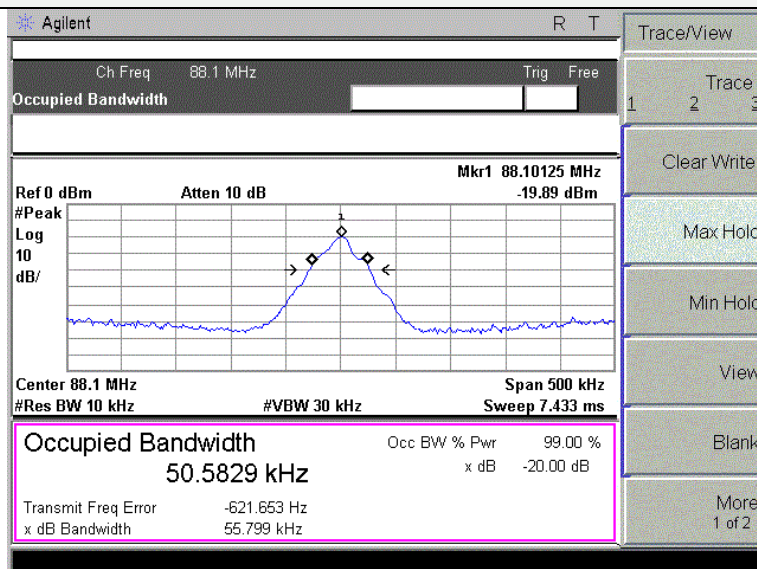 Agilent R T
Trace/View
Ch Freq 88.1 MHz Trig Free
Occupied Bandwidth
Trace
1 2 3
Clear Write
Mkr1 88.10125 MHz
Ref 0 dBm Atten 10 dB -19.89 dBm
#Peak
Log
10
dB/
1
Max Hold
Min Hold
Center 88.1 MHz Span 500 kHz
#Res BW 10 kHz #VBW 30 kHz Sweep 7.433 ms
View
Occupied Bandwidth
50.5829 kHz
Occ BW % Pwr 99.00 %
x dB -20.00 dB
Transmit Freq Error -621.653 Hz
x dB Bandwidth 55.799 kHz
Blank
More
1 of 2